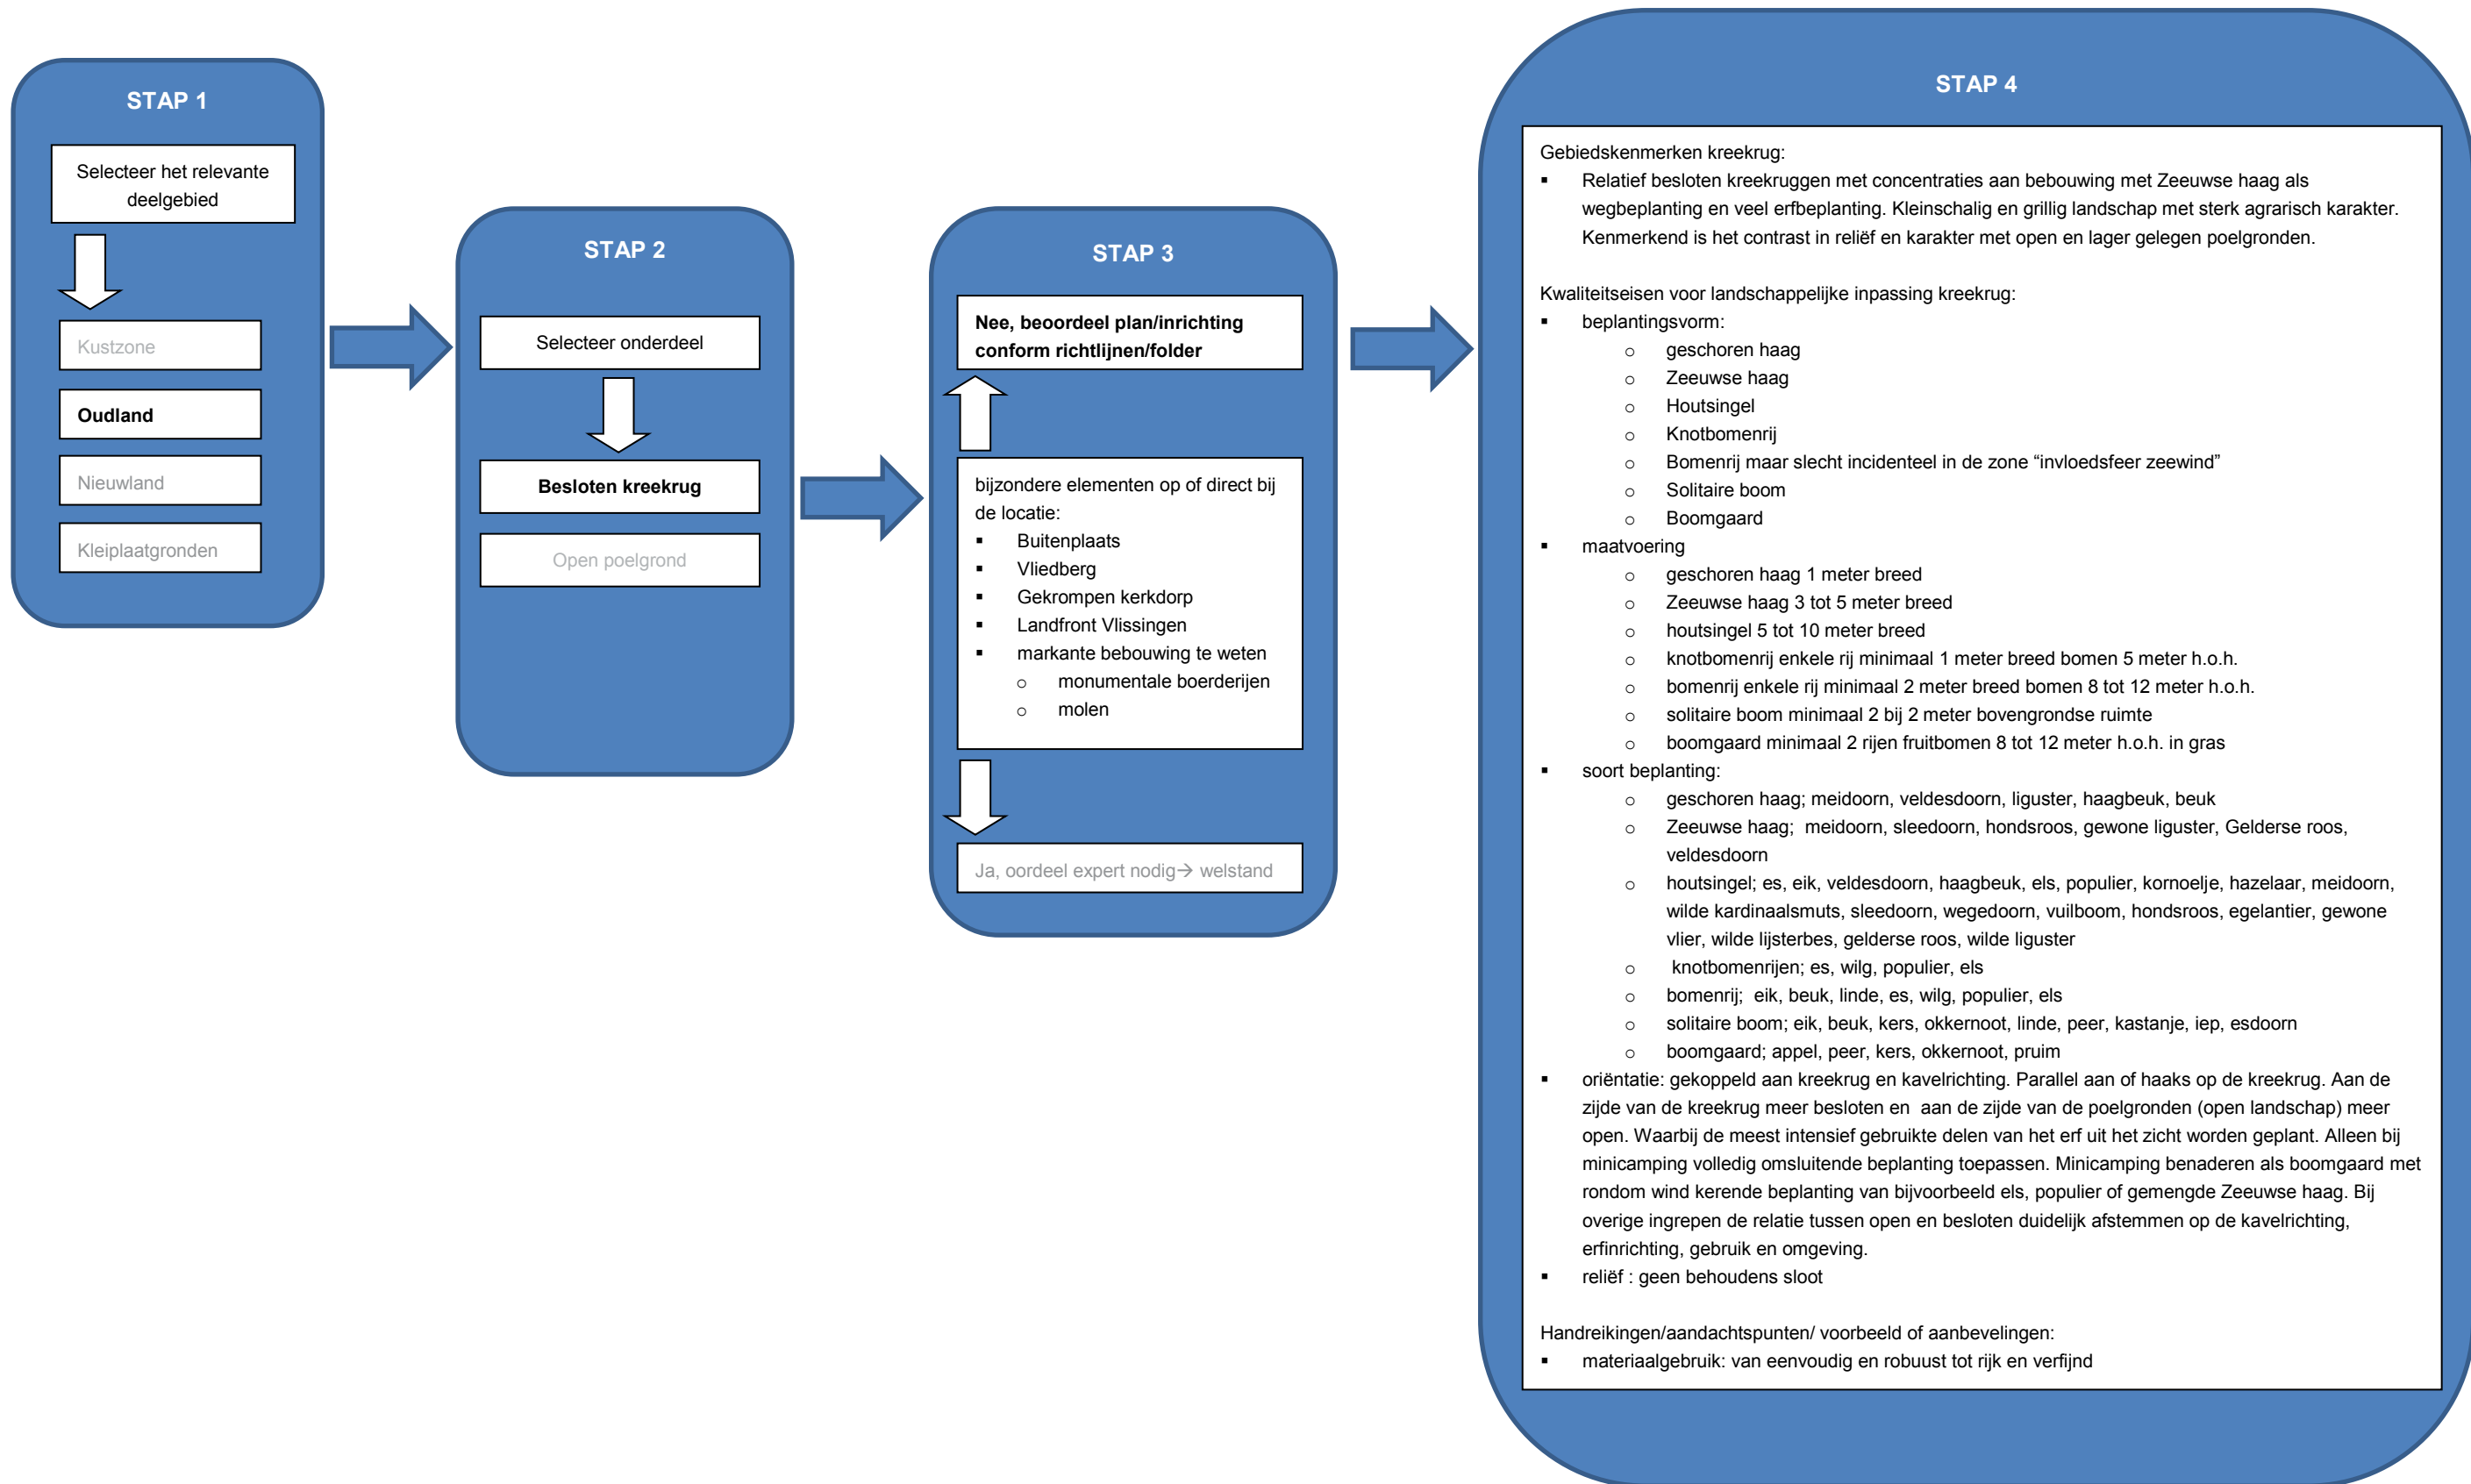 STAP 1
Selecteer het relevante
deelgebied
Kustzone
Oudland
Nieuwland
Kleiplaatgronden
STAP 2
Selecteer onderdeel
Besloten kreekrug
Open poelgrond
STAP 3
Nee, beoordeel plan/inrichting
conform richtlijnen/folder
bijzondere elementen op of direct bij
de locatie:
▪ Buitenplaats
▪ Vliedberg
▪ Gekrompen kerkdorp
▪ Landfront Vlissingen
▪ markante bebouwing te weten
o monumentale boerderijen
o molen
Ja, oordeel expert nodig→ welstand
STAP 4
Gebiedskenmerken kreekrug:
▪ Relatief besloten kreekruggen met concentraties aan bebouwing met Zeeuwse haag als
wegbeplanting en veel erfbeplanting. Kleinschalig en grillig landschap met sterk agrarisch karakter.
Kenmerkend is het contrast in reliëf en karakter met open en lager gelegen poelgronden.
Kwaliteitseisen voor landschappelijke inpassing kreekrug:
▪ beplantingsvorm:
o geschoren haag
o Zeeuwse haag
o Houtsingel
o Knotbomenrij
o Bomenrij maar slecht incidenteel in de zone “invloedsfeer zeewind”
o Solitaire boom
o Boomgaard
▪ maatvoering
o geschoren haag 1 meter breed
o Zeeuwse haag 3 tot 5 meter breed
o houtsingel 5 tot 10 meter breed
o knotbomenrij enkele rij minimaal 1 meter breed bomen 5 meter h.o.h.
o bomenrij enkele rij minimaal 2 meter breed bomen 8 tot 12 meter h.o.h.
o solitaire boom minimaal 2 bij 2 meter bovengrondse ruimte
o boomgaard minimaal 2 rijen fruitbomen 8 tot 12 meter h.o.h. in gras
▪ soort beplanting:
o geschoren haag; meidoorn, veldesdoorn, liguster, haagbeuk, beuk
o Zeeuwse haag; meidoorn, sleedoorn, hondsroos, gewone liguster, Gelderse roos,
veldesdoorn
o houtsingel; es, eik, veldesdoorn, haagbeuk, els, populier, kornoelje, hazelaar, meidoorn,
wilde kardinaalsmuts, sleedoorn, wegedoorn, vuilboom, hondsroos, egelantier, gewone
vlier, wilde lijsterbes, gelderse roos, wilde liguster
o knotbomenrijen; es, wilg, populier, els
o bomenrij; eik, beuk, linde, es, wilg, populier, els
o solitaire boom; eik, beuk, kers, okkernoot, linde, peer, kastanje, iep, esdoorn
o boomgaard; appel, peer, kers, okkernoot, pruim
▪ oriëntatie: gekoppeld aan kreekrug en kavelrichting. Parallel aan of haaks op de kreekrug. Aan de
zijde van de kreekrug meer besloten en aan de zijde van de poelgronden (open landschap) meer
open. Waarbij de meest intensief gebruikte delen van het erf uit het zicht worden geplant. Alleen bij
minicamping volledig omsluitende beplanting toepassen. Minicamping benaderen als boomgaard met
rondom wind kerende beplanting van bijvoorbeeld els, populier of gemengde Zeeuwse haag. Bij
overige ingrepen de relatie tussen open en besloten duidelijk afstemmen op de kavelrichting,
erfinrichting, gebruik en omgeving.
▪ reliëf : geen behoudens sloot
Handreikingen/aandachtspunten/ voorbeeld of aanbevelingen:
▪ materiaalgebruik: van eenvoudig en robuust tot rijk en verfijnd